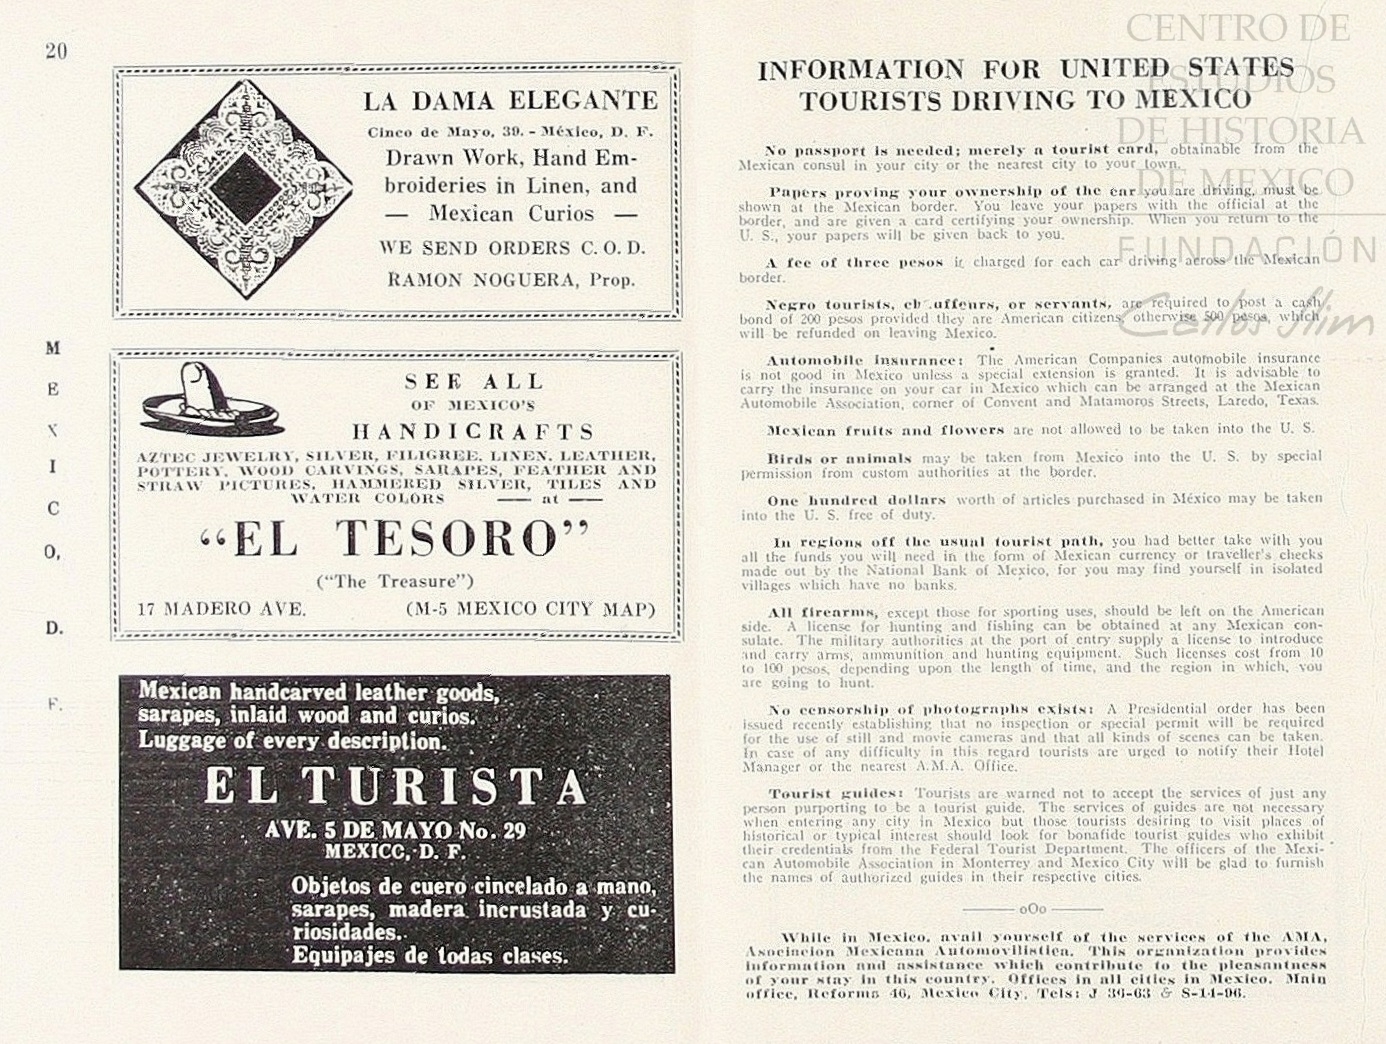 20
MEXICO, D. F.
LA DAMA ELEGANTE
Cinco de Mayo, 39. - México, D. F.
Drawn Work, Hand Em-
broideries in Linen, and
— Mexican Curios —
WE SEND ORDERS C. O. D.
RAMON NOGUERA, Prop.
SEE ALL
OF MEXICO'S
HANDICRAFTS
AZTEC JEWELRY, SILVER, FILIGREE, LINEN, LEATHER,
POTTERY, WOOD CARVINGS, SARAPES, FEATHER AND
STRAW PICTURES, HAMMERED SILVER, TILES AND
WATER COLORS —— at ——
“EL TESORO”
("The Treasure")
17 MADERO AVE. (M-5 MEXICO CITY MAP)
Mexican handcarved leather goods,
sarapes, inlaid wood and curios.
Luggage of every description.
EL TURISTA
AVE. 5 DE MAYO No. 29
MEXICO, D. F.
Objetos de cuero cincelado a mano,
sarapes, madera incrustada y cu-
riosidades.
Equipajes de todas clases.
INFORMATION FOR UNITED STATES
TOURISTS DRIVING TO MEXICO
No passport is needed; merely a tourist card, obtainable from the
Mexican consul in your city or the nearest city to your town.
Papers proving your ownership of the car you are driving, must be
shown at the Mexican border. You leave your papers with the official at the
border, and are given a card certifying your ownership. When you return to the
U. S., your papers will be given back to you.
A fee of three pesos is charged for each car driving across the Mexican
border.
Negro tourists, chauffeurs, or servants, are required to post a cash
bond of 200 pesos provided they are American citizens, otherwise 500 pesos, which
will be refunded on leaving Mexico.
Automobile insurance: The American Companies automobile insurance
is not good in Mexico unless a special extension is granted. It is advisable to
carry the insurance on your car in Mexico which can be arranged at the Mexican
Automobile Association, corner of Convent and Matamoros Streets, Laredo, Texas.
Mexican fruits and flowers are not allowed to be taken into the U. S.
Birds or animals may be taken from Mexico into the U. S. by special
permission from custom authorities at the border.
One hundred dollars worth of articles purchased in México may be taken
into the U. S. free of duty.
In regions off the usual tourist path, you had better take with you
all the funds you will need in the form of Mexican currency or traveller's checks
made out by the National Bank of Mexico, for you may find yourself in isolated
villages which have no banks.
All firearms, except those for sporting uses, should be left on the American
side. A license for hunting and fishing can be obtained at any Mexican con-
sulate. The military authorities at the port of entry supply a license to introduce
and carry arms, ammunition and hunting equipment. Such licenses cost from 10
to 100 pesos, depending upon the length of time, and the region in which, you
are going to hunt.
No censorship of photographs exists: A Presidential order has been
issued recently establishing that no inspection or special permit will be required
for the use of still and movie cameras and that all kinds of scenes can be taken.
In case of any difficulty in this regard tourists are urged to notify their Hotel
Manager or the nearest A.M.A. Office.
Tourist guides: Tourists are warned not to accept the services of just any
person purporting to be a tourist guide. The services of guides are not necessary
when entering any city in Mexico but those tourists desiring to visit places of
historical or typical interest should look for bonafide tourist guides who exhibit
their credentials from the Federal Tourist Department. The officers of the Mexi-
can Automobile Association in Monterrey and Mexico City will be glad to furnish
the names of authorized guides in their respective cities.
——— oOo ———
While in Mexico, avail yourself of the services of the AMA,
Asociacion Mexicana Automovilistica. This organization provides
information and assistance which contribute to the pleasantness
of your stay in this country. Offices in all cities in Mexico. Main
office, Reforma 46, Mexico City, Tels: J 36-63 & S-14-96.
CENTRO DE
ESTUDIOS
DE HISTORIA
DE MEXICO
FUNDACIÓN
Carlos Slim